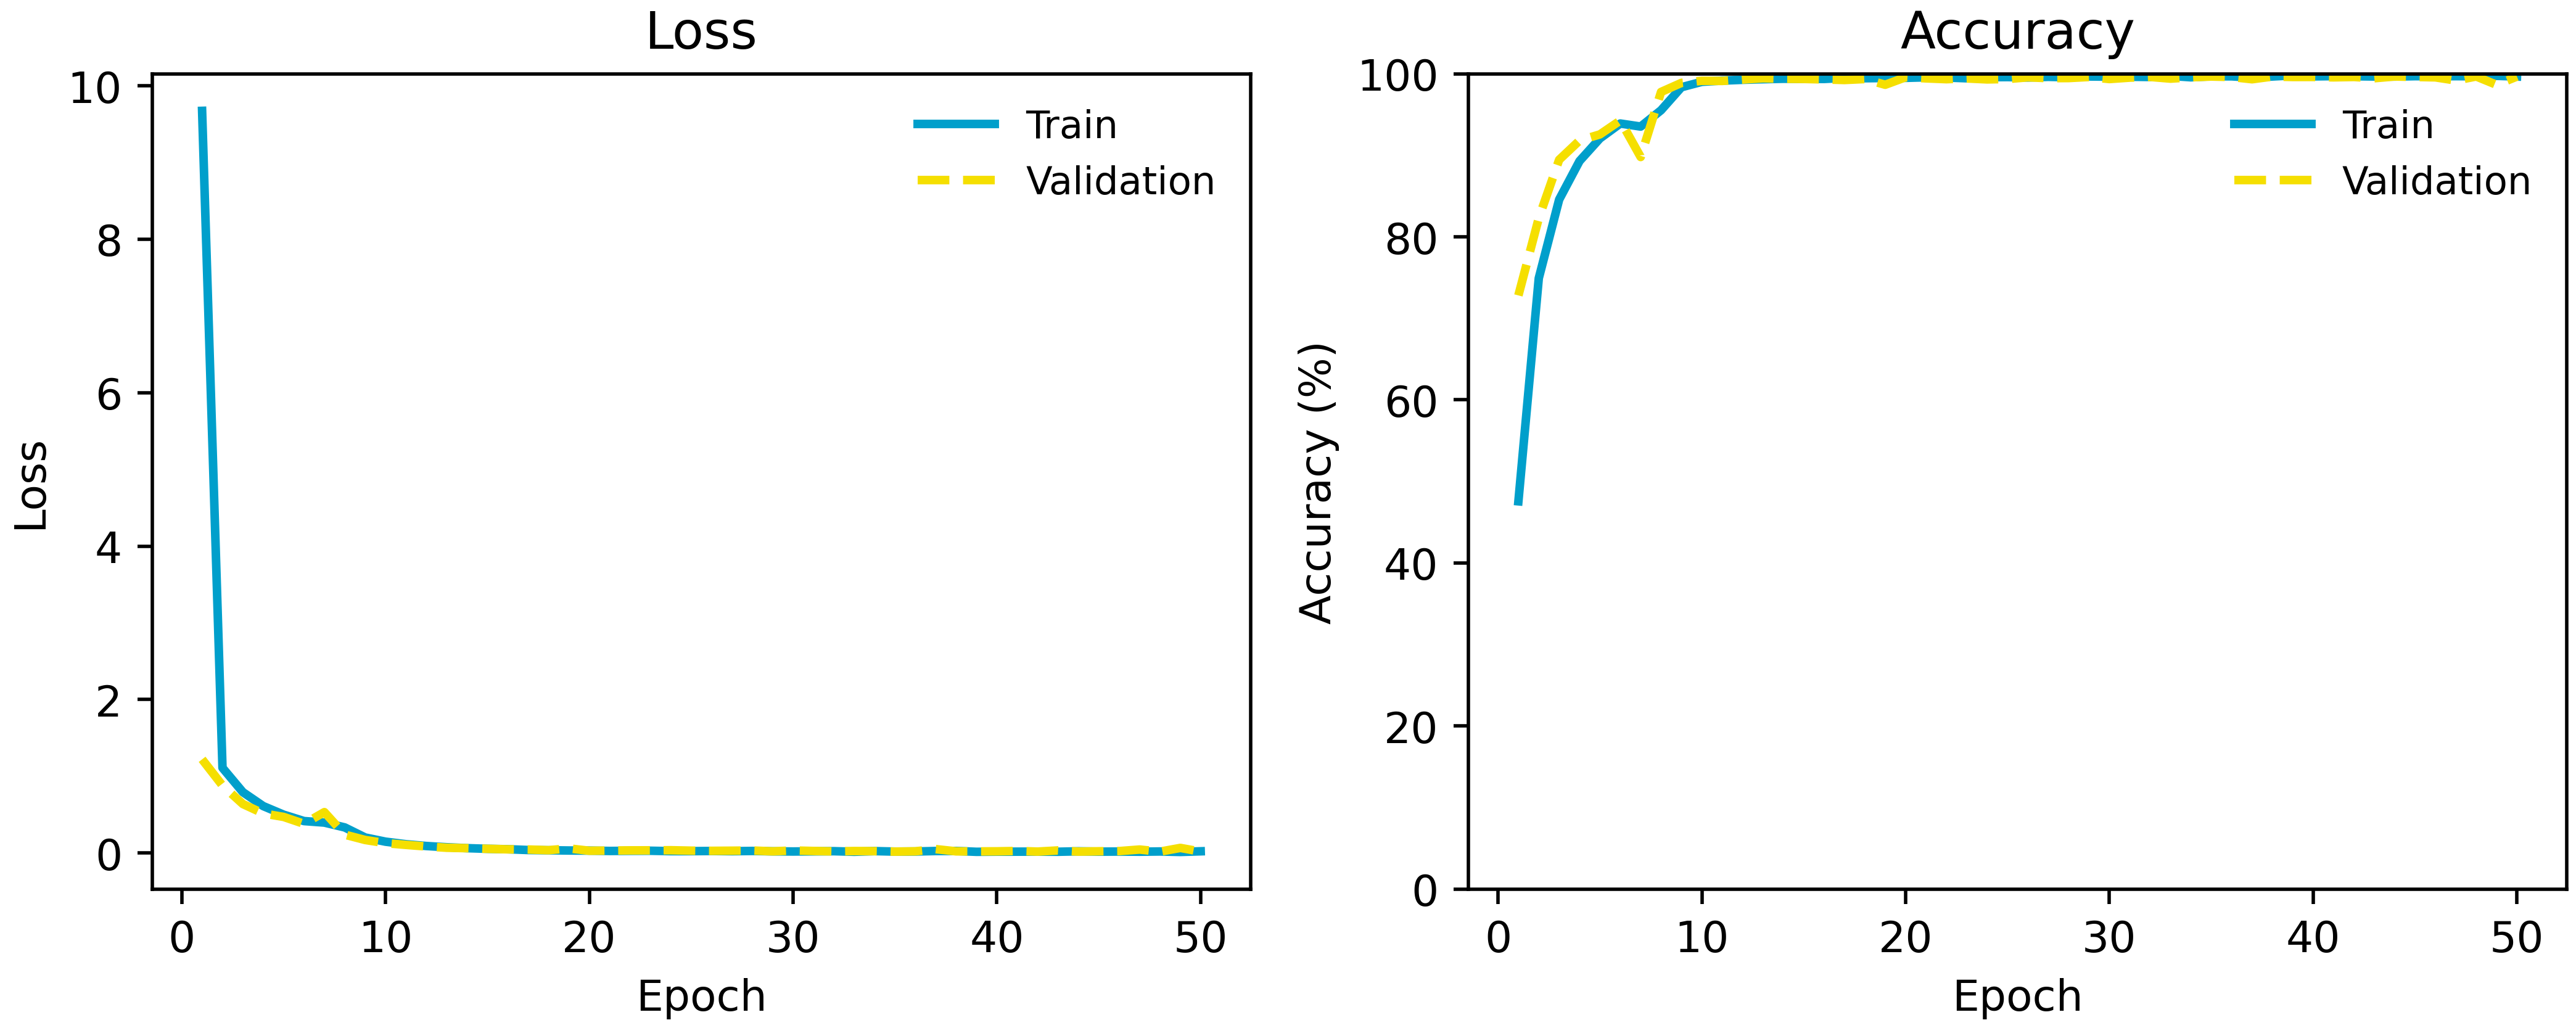 Loss
10
8
6
4
2
0
Loss
Train
Validation
0 10 20 30 40 50
Epoch
Accuracy
100
80
60
40
20
0
Accuracy (%)
Train
Validation
0 10 20 30 40 50
Epoch